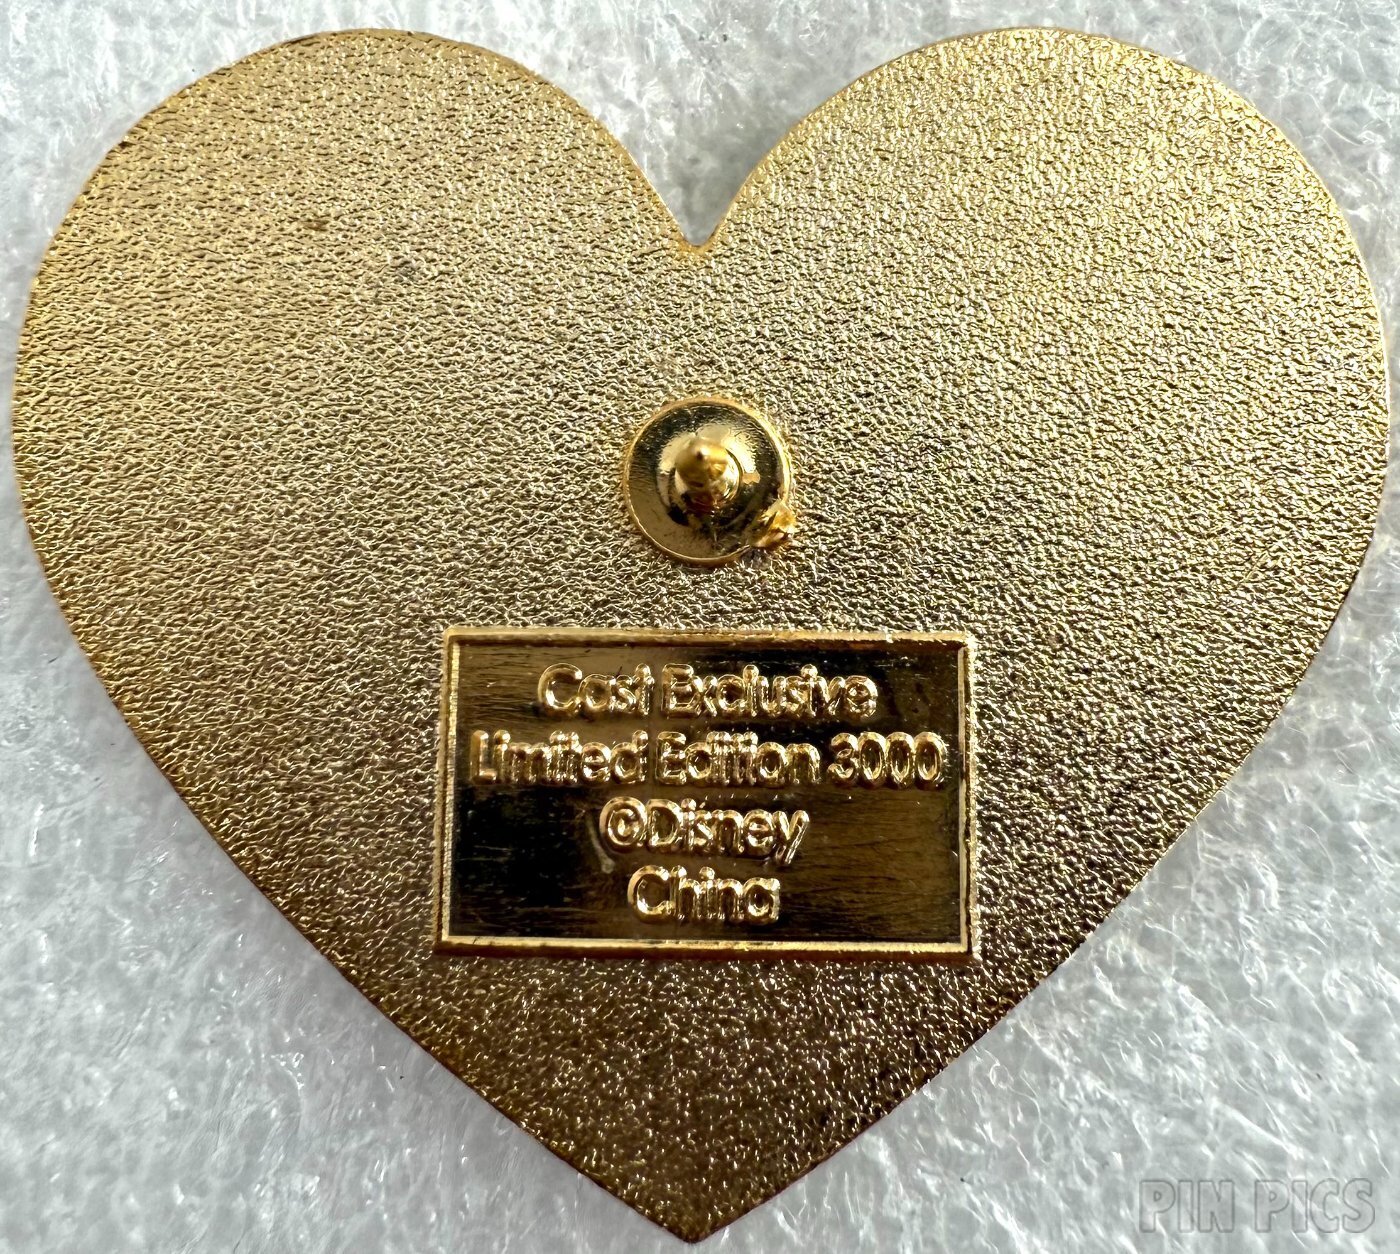 Cast Exclusive
Limited Edition 3000
©Disney
China
PIN PICS